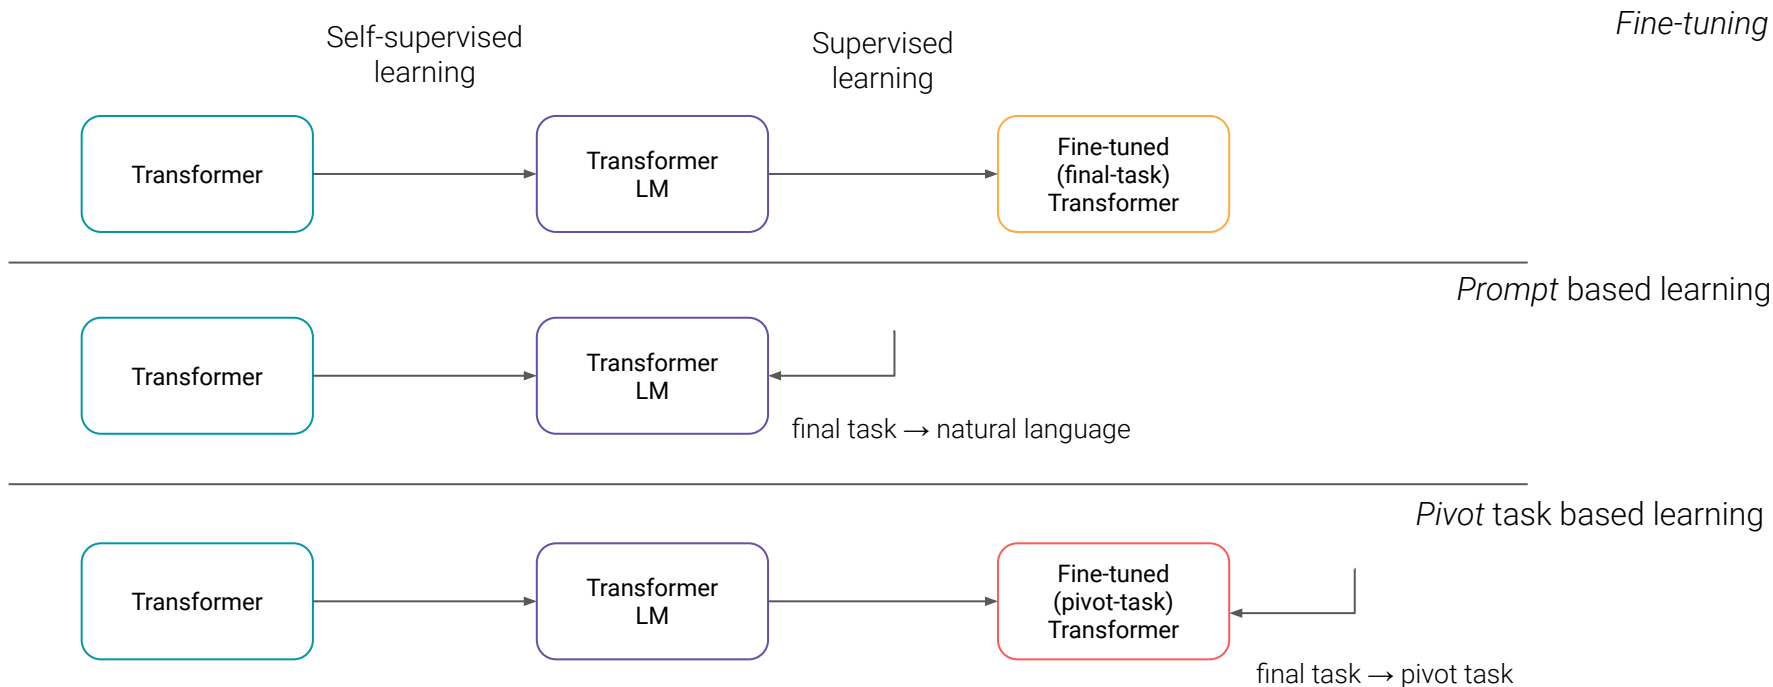 Fine-tuning
Self-supervised
learning
Supervised
learning
Transformer
Transformer
LM
Fine-tuned
(final-task)
Transformer
Prompt based learning
Transformer
Transformer
LM
final task → natural language
Pivot task based learning
Transformer
Transformer
LM
Fine-tuned
(pivot-task)
Transformer
final task → pivot task